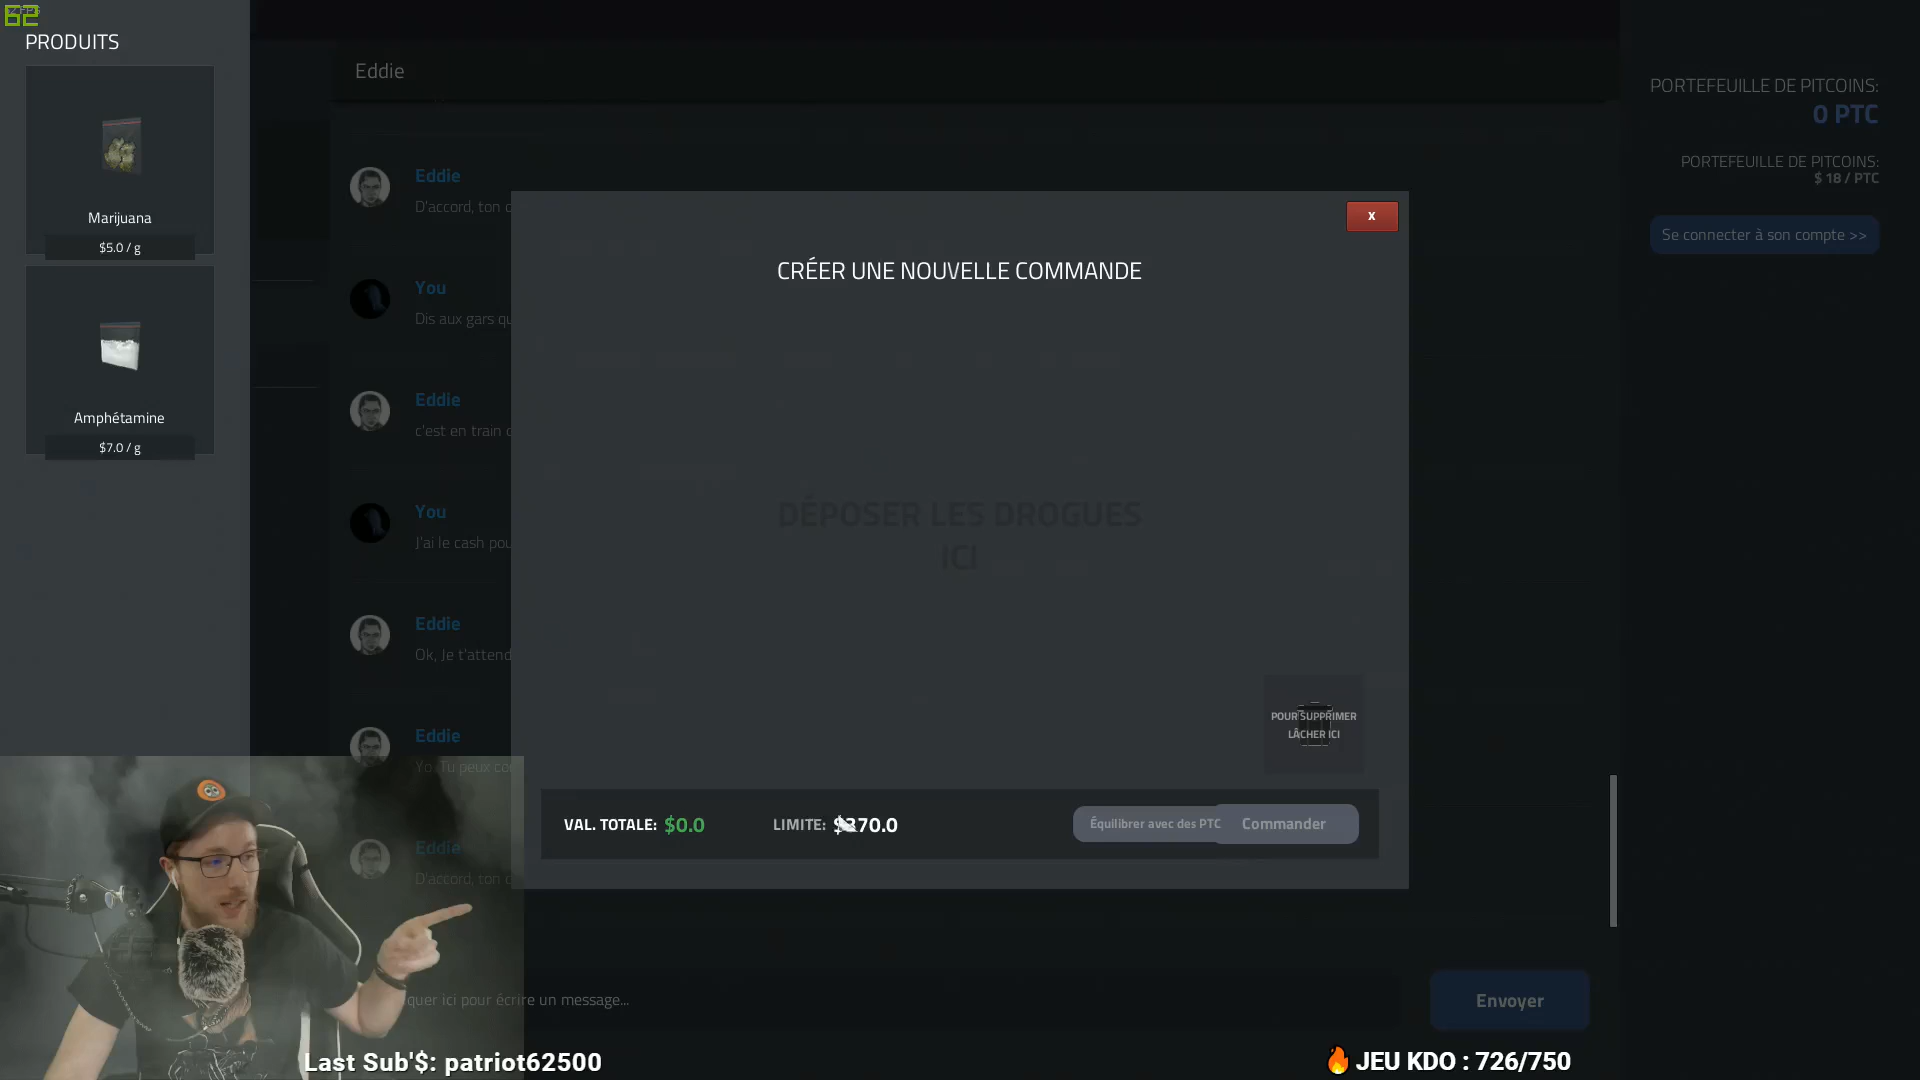 62
PRODUITS
Marijuana
$5.0 / g
Amphétamine
$7.0 / g
Eddie
Eddie
D'accord, ton
You
Dis aux gars
Eddie
c'est en train
You
J'ai le cash
Eddie
Ok, Je t'attend
Eddie
Yo, Tu peux
Eddie
D'accord, ton
x
CRÉER UNE NOUVELLE COMMANDE
DÉPOSER LES DROGUES
ICI
POUR SUPPRIMER
LÂCHER ICI
VAL. TOTALE: $0.0
LIMITE: $370.0
Équilibrer avec des PTC
Commander
quer ici pour écrire un message...
Envoyer
PORTEFEUILLE DE PITCOINS:
0 PTC
PORTEFEUILLE DE PITCOINS:
$ 18 / PTC
Se connecter à son compte >>
Last Sub'$: patriot62500
JEU KDO : 726/750